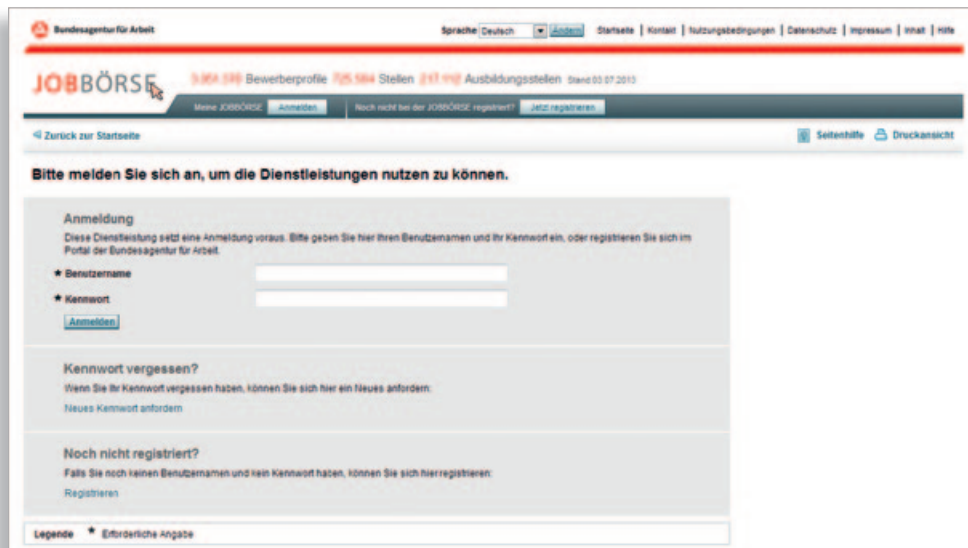 Bundesagentur für Arbeit
Sprache Deutsch Ändern Startseite | Kontakt | Nutzungsbedingungen | Datenschutz | Impressum | Inhalt | Hilfe
JOBBÖRSE
Bewerberprofile Stellen Ausbildungsstellen Stand 03.07.2013
Meine JOBBÖRSE Anmelden Noch nicht bei der JOBBÖRSE registriert? Jetzt registrieren
Zurück zur Startseite Seitenhilfe Druckansicht
Bitte melden Sie sich an, um die Dienstleistungen nutzen zu können.
Anmeldung
Diese Dienstleistung setzt eine Anmeldung voraus. Bitte geben Sie hier Ihren Benutzernamen und Ihr Kennwort ein, oder registrieren Sie sich im
Portal der Bundesagentur für Arbeit.
* Benutzername
* Kennwort
Anmelden
Kennwort vergessen?
Wenn Sie Ihr Kennwort vergessen haben, können Sie sich hier ein Neues anfordern:
Neues Kennwort anfordern
Noch nicht registriert?
Falls Sie noch keinen Benutzernamen und kein Kennwort haben, können Sie sich hier registrieren:
Registrieren
Legende * Erforderliche Angabe